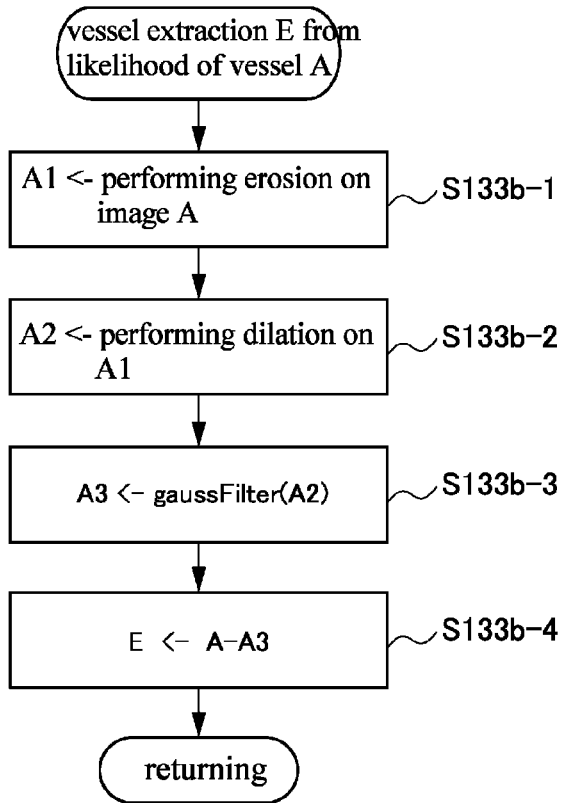 vessel extraction E from
likelihood of vessel A
A1 <- performing erosion on
image A
S133b-1
A2 <- performing dilation on
A1
S133b-2
A3 <- gaussFilter(A2)
S133b-3
E <- A-A3
S133b-4
returning